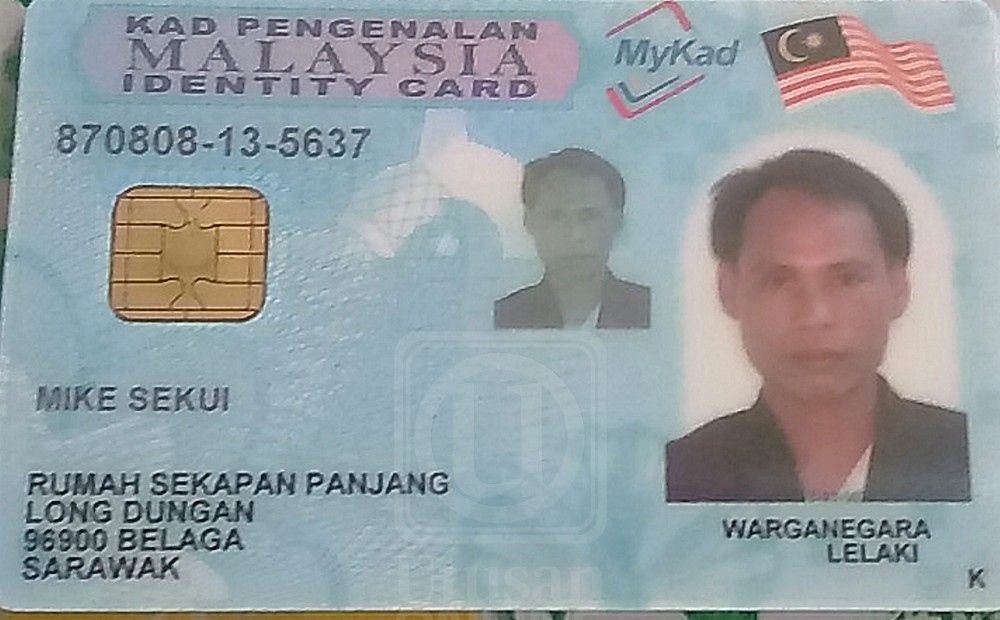 KAD PENGENALAN
MALAYSIA
IDENTITY CARD
MyKad
870808-13-5637
MIKE SEKUI
RUMAH SEKAPAN PANJANG
LONG DUNGAN
96900 BELAGA
SARAWAK
WARGANEGARA
LELAKI
K
U
Utusan